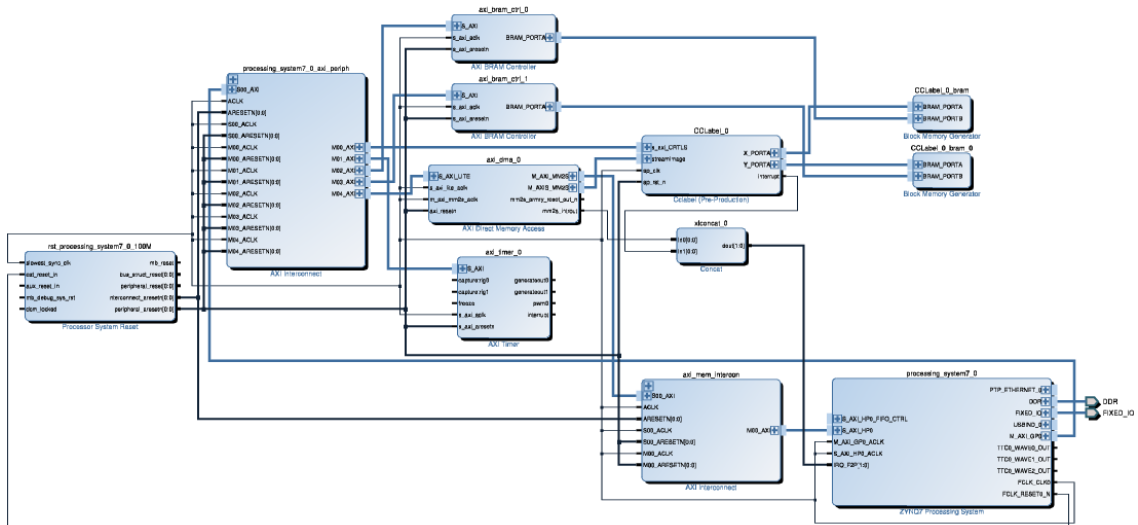 axi_bram_ctrl_0
S_AXI
s_axi_aclk
s_axi_aresetn
BRAM_PORTA
AXI BRAM Controller
axi_bram_ctrl_1
S_AXI
s_axi_aclk
s_axi_aresetn
BRAM_PORTA
AXI BRAM Controller
processing_system7_0_axi_periph
S00_AXI
ACLK
ARESETN[0:0]
S00_ACLK
S00_ARESETN[0:0]
M00_ACLK
M00_ARESETN[0:0]
M01_ACLK
M01_ARESETN[0:0]
M02_ACLK
M02_ARESETN[0:0]
M03_ACLK
M03_ARESETN[0:0]
M04_ACLK
M04_ARESETN[0:0]
M00_AXI
M01_AXI
M02_AXI
M03_AXI
M04_AXI
AXI Interconnect
CCLabel_0_bram
BRAM_PORTA
BRAM_PORTB
Block Memory Generator
CCLabel_0_bram_0
BRAM_PORTA
BRAM_PORTB
Block Memory Generator
CCLabel_0
s_axi_CRTLS
streamImage
ap_clk
ap_rst_n
X_PORTA
Y_PORTA
interrupt
Cclabel (Pre-Production)
axi_dma_0
S_AXI_LITE
s_axi_lite_aclk
m_axi_mm2s_aclk
axi_resetn
M_AXI_MM2S
M_AXIS_MM2S
mm2s_introut
AXI Direct Memory Access
xlconcat_0
In0[0:0]
In1[0:0]
dout[1:0]
Concat
axi_timer_0
S_AXI
capturetrig0
capturetrig1
freeze
s_axi_aclk
s_axi_aresetn
generateout0
generateout1
pwm0
interrupt
AXI Timer
rst_processing_system7_0_100M
slowest_sync_clk
ext_reset_in
aux_reset_in
mb_debug_sys_rst
dcm_locked
mb_reset
bus_struct_reset[0:0]
peripheral_reset[0:0]
interconnect_aresetn[0:0]
peripheral_aresetn[0:0]
Processor System Reset
axi_mem_intercon
S00_AXI
ACLK
ARESETN[0:0]
S00_ACLK
S00_ARESETN[0:0]
M00_ACLK
M00_ARESETN[0:0]
M00_AXI
AXI Interconnect
processing_system7_0
S_AXI_HP0_FIFO_CTRL
S_AXI_HP0
M_AXI_GP0_ACLK
S_AXI_HP0_ACLK
IRQ_F2P[1:0]
PTP_ETHERNET_0
DDR
FIXED_IO
USBIND_0
M_AXI_GP0
TTC0_WAVE0_OUT
TTC0_WAVE1_OUT
TTC0_WAVE2_OUT
FCLK_CLK0
FCLK_RESET0_N
ZYNQ7 Processing System
DDR
FIXED_IO